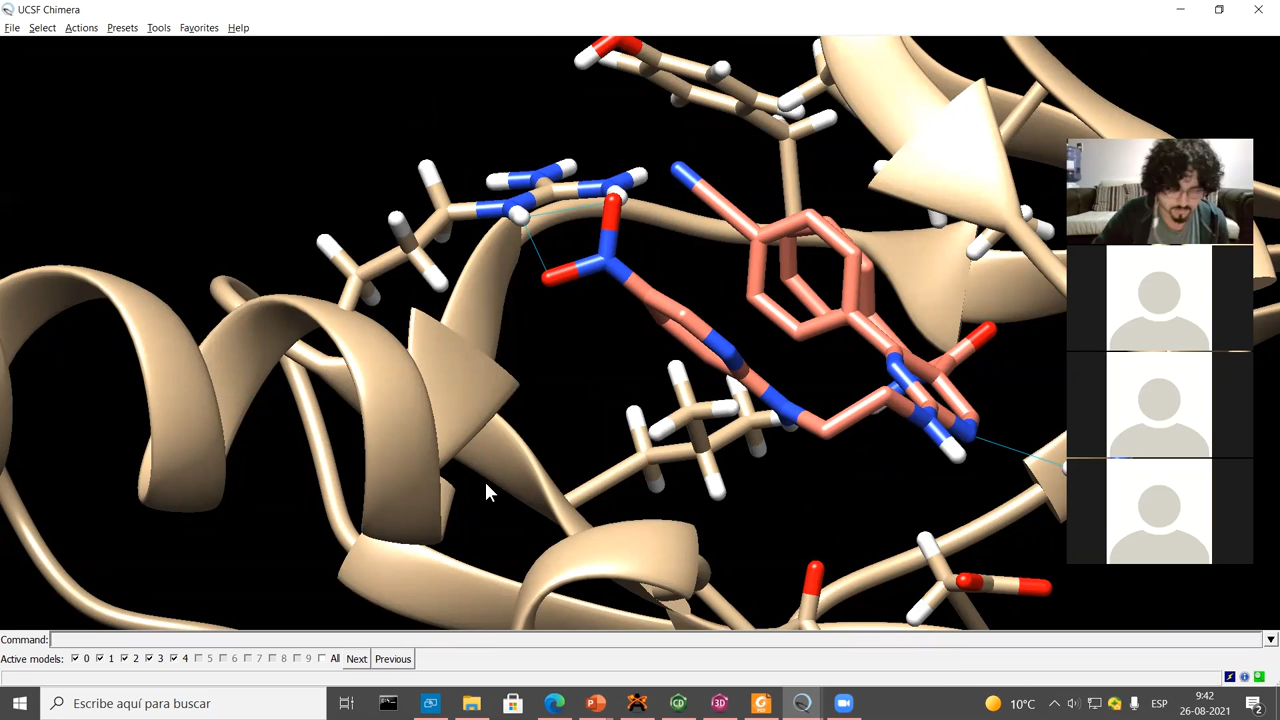 UCSF Chimera
File Select Actions Presets Tools Favorites Help
Command:
Active models: 0 1 2 3 4 5 6 7 8 9 All Next Previous
Escribe aquí para buscar
10°C
ESP
9:42
26-08-2021
2